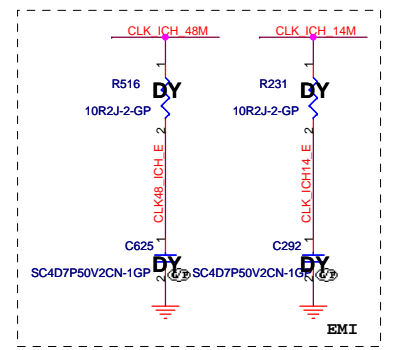 CLK_ICH_48M
CLK_ICH_14M
1
1
R516
DY
R231
DY
10R2J-2-GP
10R2J-2-GP
2
2
CLK48_ICH_E
CLK_ICH14_E
1
1
C625
DY
C292
DY
SC4D7P50V2CN-1GP
SC4D7P50V2CN-1GP
2
2
G/P
G/P
EMI